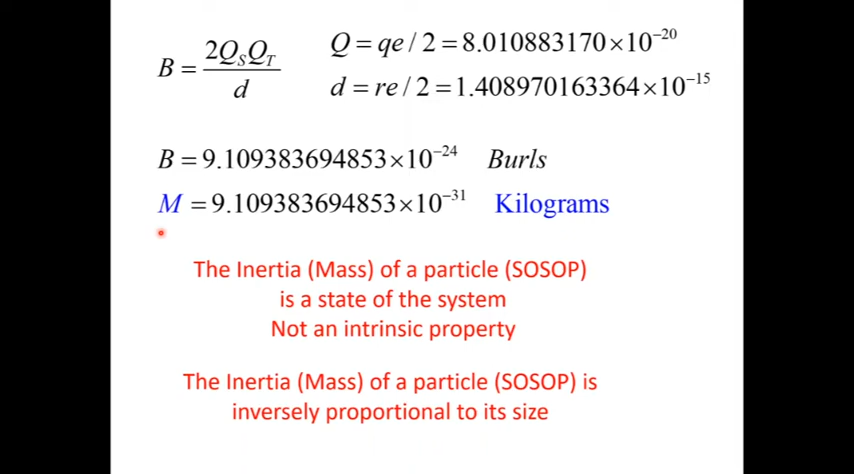 B = 2Q_S Q_T / d
Q = qe / 2 = 8.010883170×10⁻²⁰
d = re / 2 = 1.408970163364×10⁻¹⁵
B = 9.109383694853×10⁻²⁴ Burls
M = 9.109383694853×10⁻³¹ Kilograms
The Inertia (Mass) of a particle (SOSOP)
is a state of the system
Not an intrinsic property
The Inertia (Mass) of a particle (SOSOP) is
inversely proportional to its size